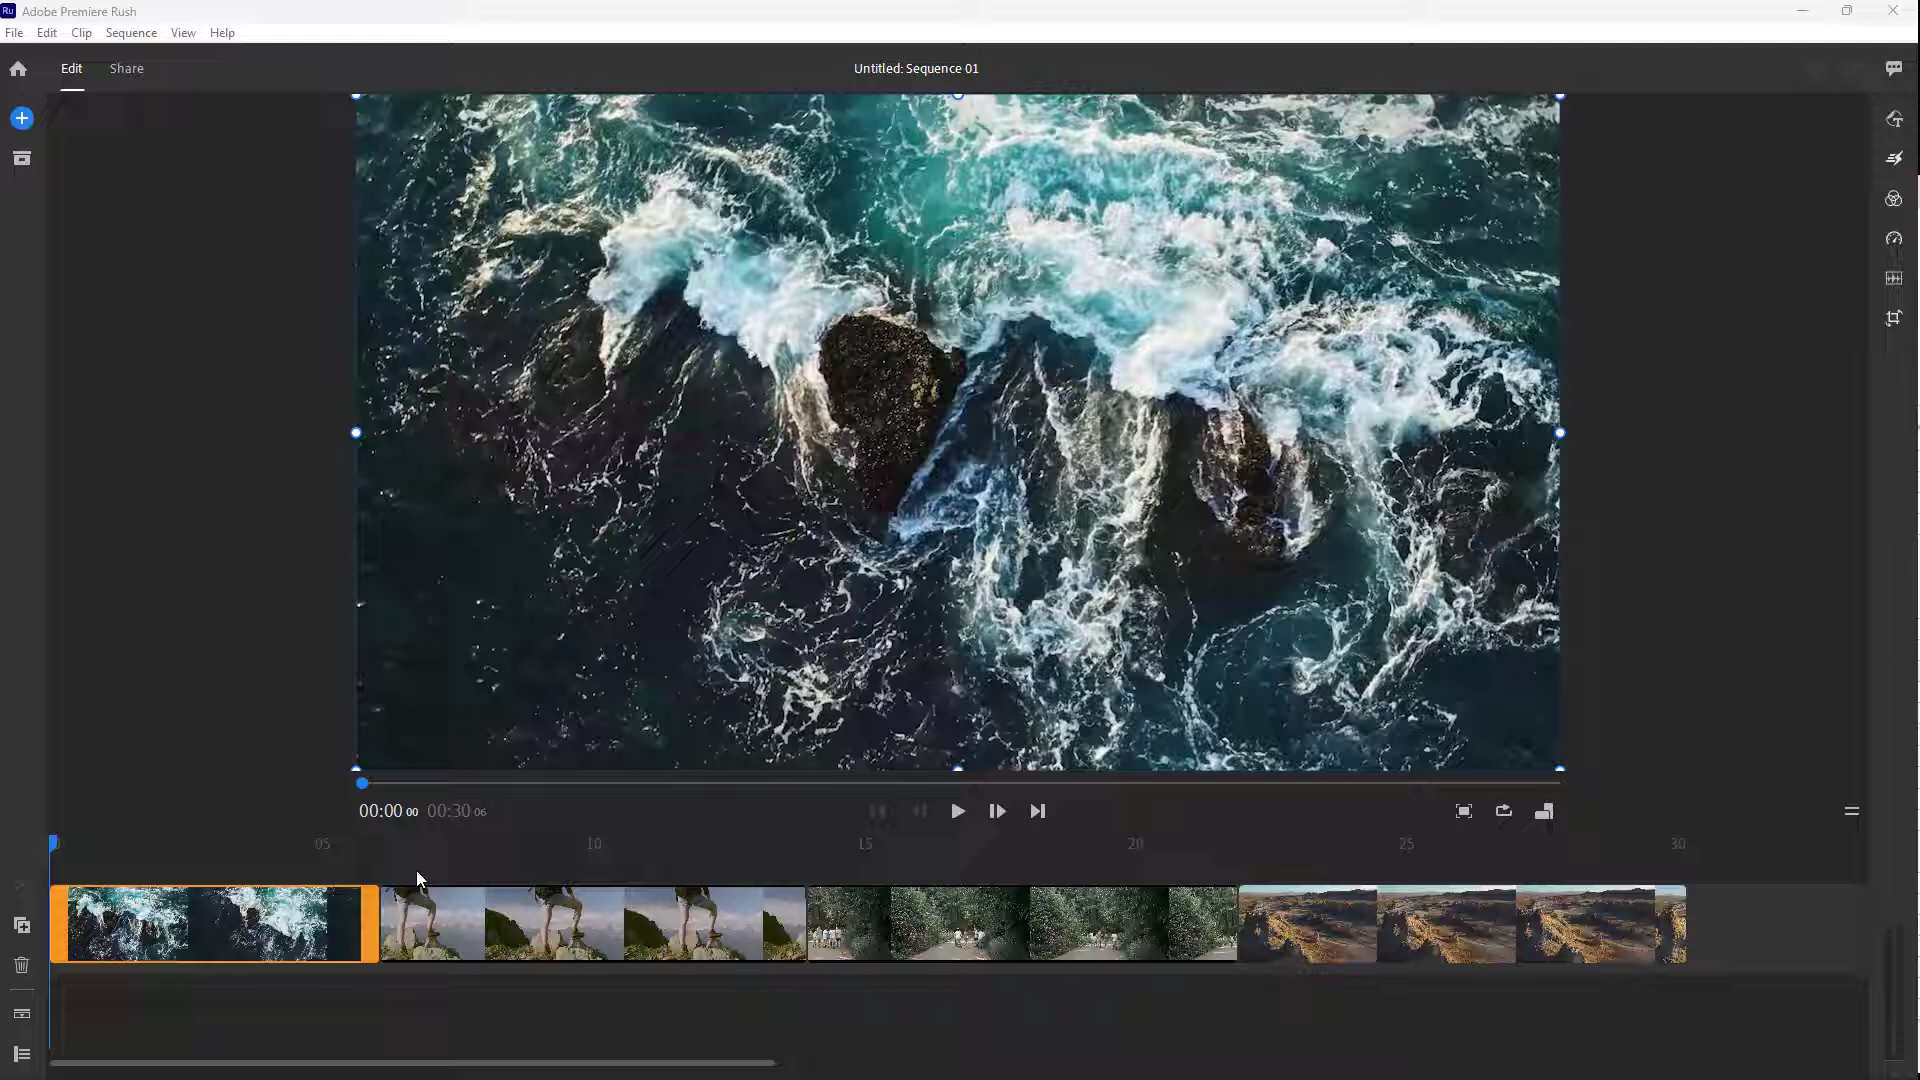 Ru Adobe Premiere Rush
File Edit Clip Sequence View Help
Edit Share Untitled: Sequence 01
00:00 00 00:30 06
05 10 15 20 25 30